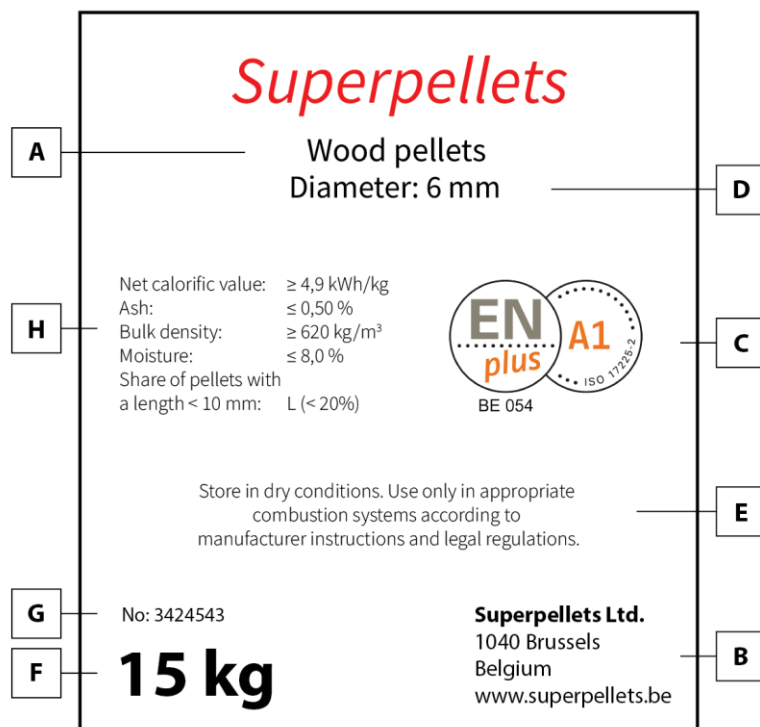 Superpellets
A
Wood pellets
Diameter: 6 mm
D
H
Net calorific value: ≥ 4,9 kWh/kg
Ash: ≤ 0,50 %
Bulk density: ≥ 620 kg/m³
Moisture: ≤ 8,0 %
Share of pellets with
a length < 10 mm: L (< 20%)
EN
plus
A1
ISO 17225-2
BE 054
C
Store in dry conditions. Use only in appropriate
combustion systems according to
manufacturer instructions and legal regulations.
E
G
No: 3424543
F
15 kg
Superpellets Ltd.
1040 Brussels
Belgium
www.superpellets.be
B